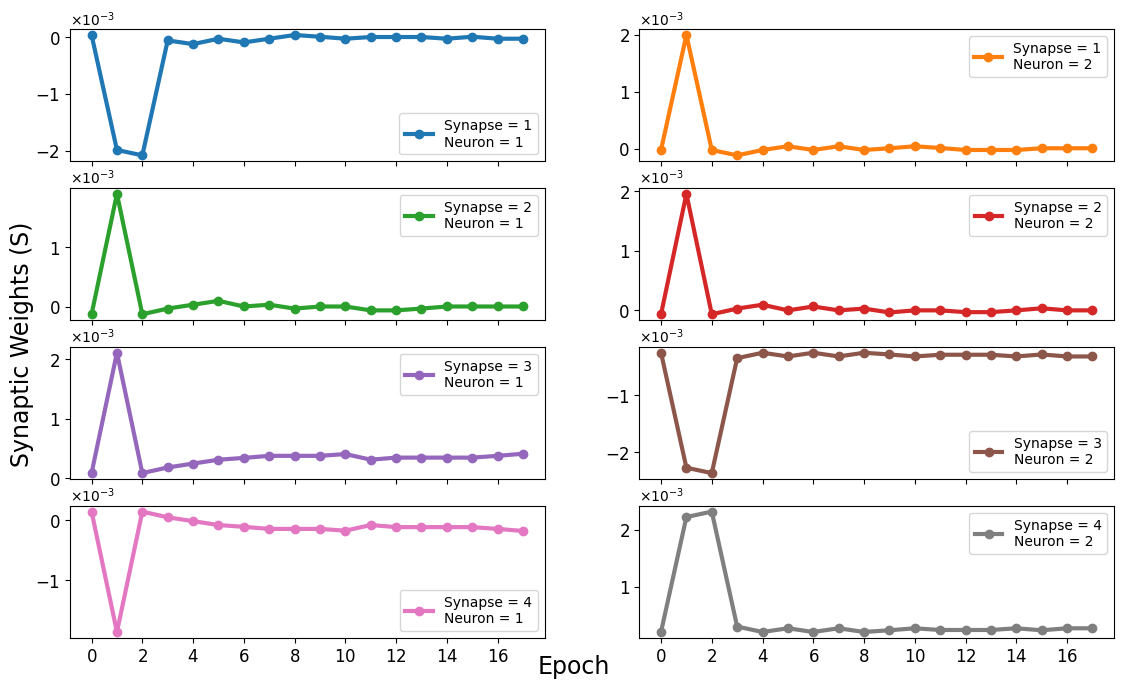 ×10⁻³
0
−1
−2
Synapse = 1
Neuron = 1
×10⁻³
2
1
0
Synapse = 1
Neuron = 2
×10⁻³
1
0
Synapse = 2
Neuron = 1
×10⁻³
2
1
0
Synapse = 2
Neuron = 2
Synaptic Weights (S)
×10⁻³
2
1
0
Synapse = 3
Neuron = 1
×10⁻³
−1
−2
Synapse = 3
Neuron = 2
×10⁻³
0
−1
Synapse = 4
Neuron = 1
0 2 4 6 8 10 12 14 16
×10⁻³
2
1
Synapse = 4
Neuron = 2
0 2 4 6 8 10 12 14 16
Epoch